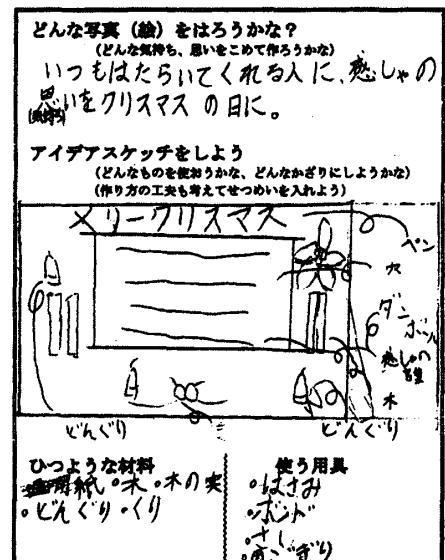 どんな写真（絵）をはろうかな？
（どんな気持ち、思いをこめて作ろうかな）
いつもはたらいてくれる人に、感しゃの
思いをクリスマスの日に。
アイデアスケッチをしよう
（どんなものを使おうかな、どんなかざりにしようかな）
（作り方の工夫も考えてせつめいを入れよう）
メリークリスマス
ペン
穴
ダンボール
感しゃの
木
どんぐり
どんぐり
ひつような材料
使う用具
用紙・木・木の実
・どんぐり・くり
・はさみ
・ボンド